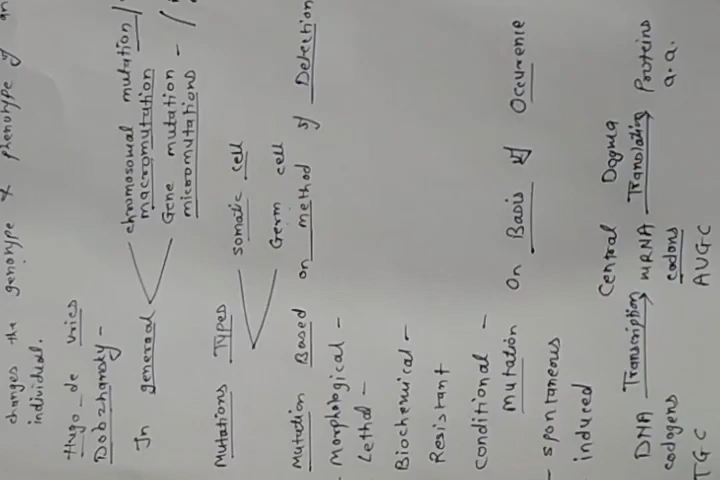 changes the genotype & phenotype of an
individual.
Hugo-de vries
Dobzhansky -
In general
chromosomal mutation /
macromutation
Gene mutation - /
micromutations
Mutations Types
somatic cell
Germ cell
Mutation Based on method of Detection
- Morphological -
Lethal -
Biochemical -
Resistant
Conditional -
Mutation On Basis of Occurrence
- spontaneous
induced
Central Dogma
DNA Transcription mRNA Translating Proteins
codogens codons a.a.
TGC AUGC